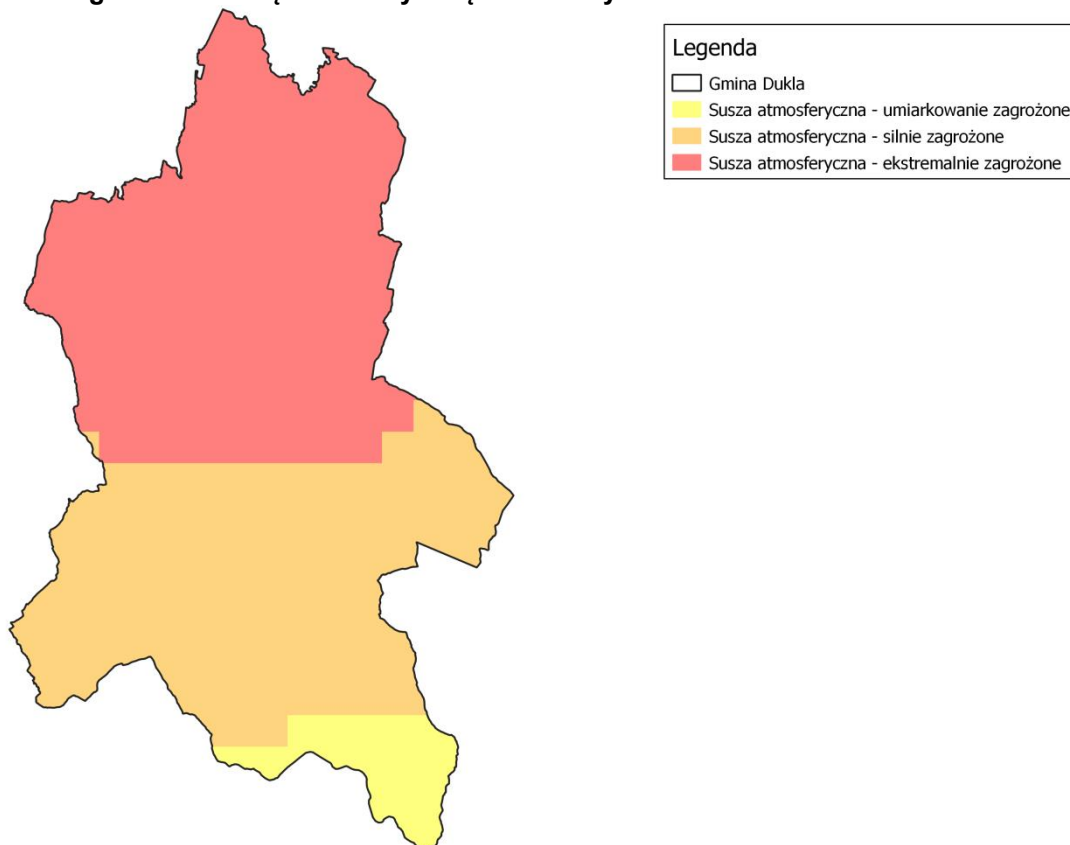 Legenda
Gmina Dukla
Susza atmosferyczna - umiarkowanie zagrożone
Susza atmosferyczna - silnie zagrożone
Susza atmosferyczna - ekstremalnie zagrożone